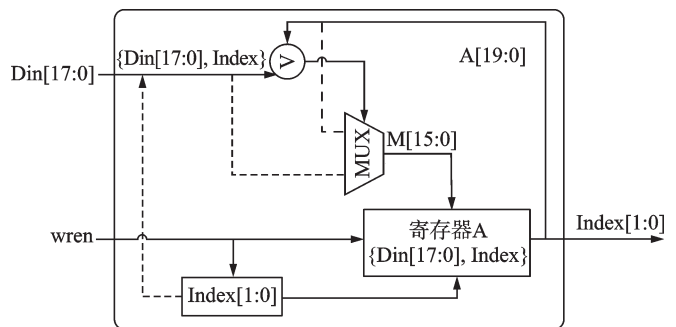 {Din[17:0], Index}
Din[17:0]
V
A[19:0]
MUX
M[15:0]
wren
寄存器A
{Din[17:0], Index}
Index[1:0]
Index[1:0]